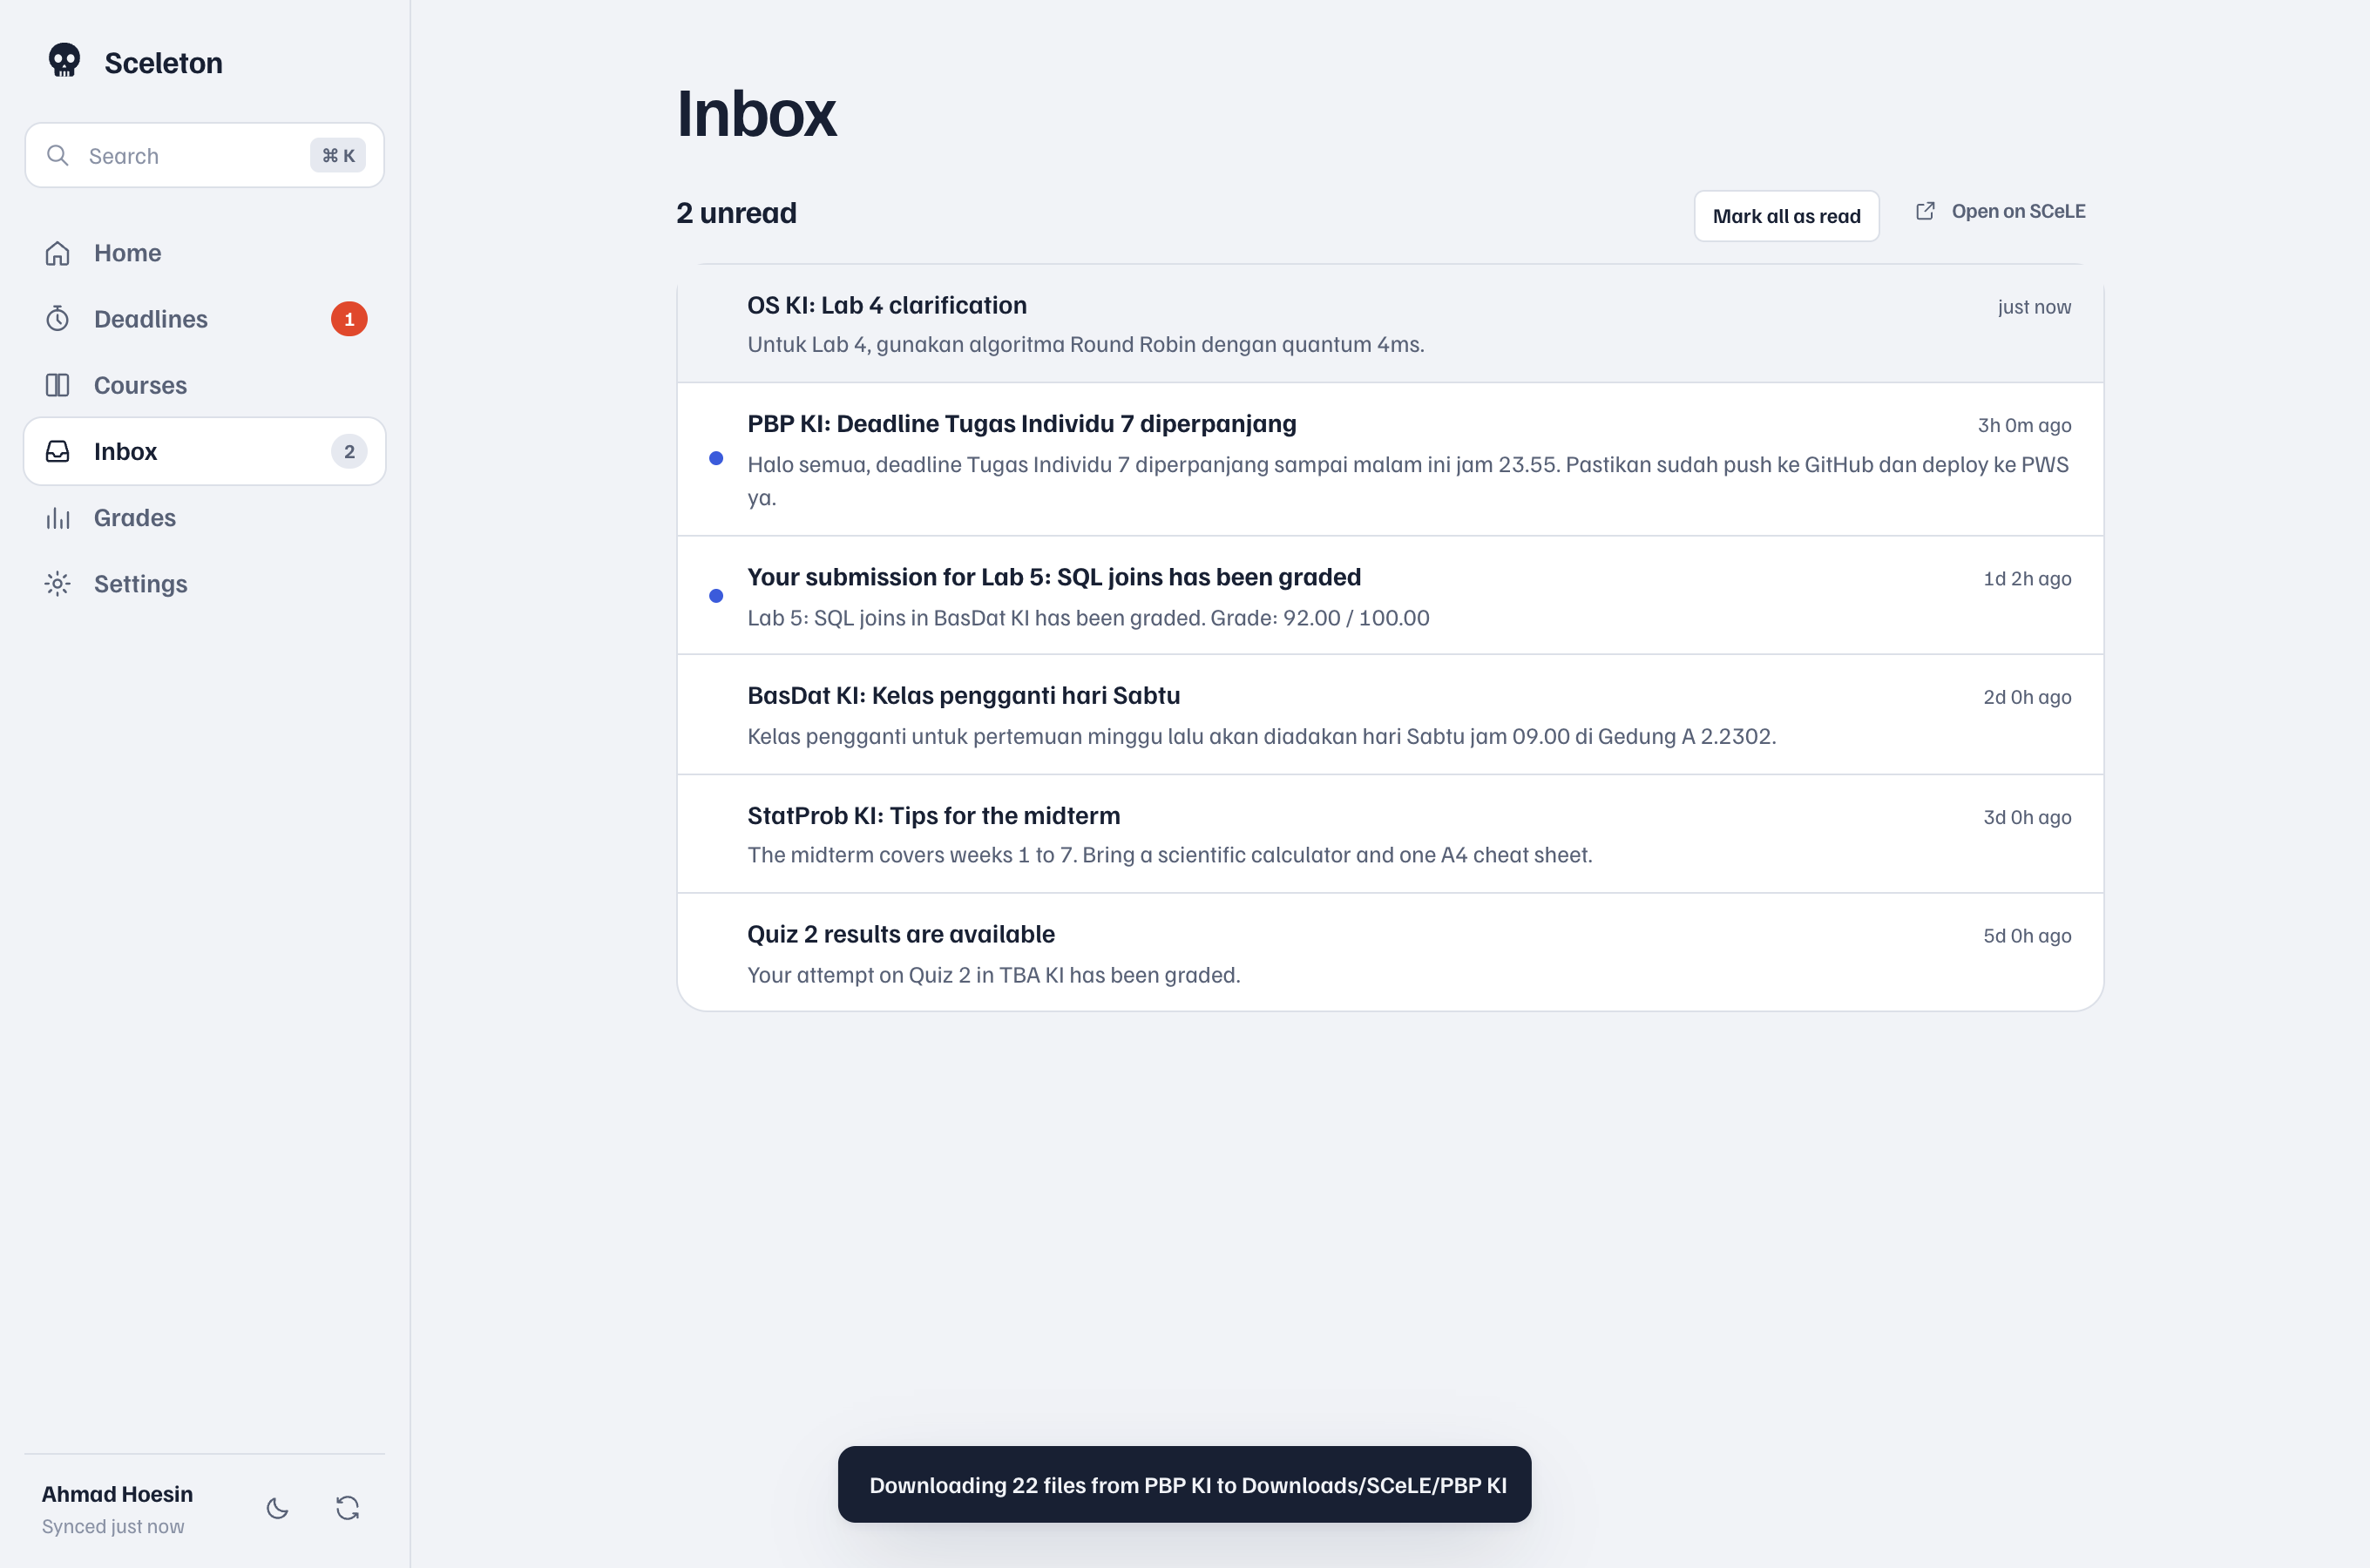 Sceleton
Search
⌘ K
Home
Deadlines
1
Courses
Inbox
2
Grades
Settings
Ahmad Hoesin
Synced just now
Inbox
2 unread
Mark all as read
Open on SCeLE
OS KI: Lab 4 clarification
just now
Untuk Lab 4, gunakan algoritma Round Robin dengan quantum 4ms.
PBP KI: Deadline Tugas Individu 7 diperpanjang
3h 0m ago
Halo semua, deadline Tugas Individu 7 diperpanjang sampai malam ini jam 23.55. Pastikan sudah push ke GitHub dan deploy ke PWS
ya.
Your submission for Lab 5: SQL joins has been graded
1d 2h ago
Lab 5: SQL joins in BasDat KI has been graded. Grade: 92.00 / 100.00
BasDat KI: Kelas pengganti hari Sabtu
2d 0h ago
Kelas pengganti untuk pertemuan minggu lalu akan diadakan hari Sabtu jam 09.00 di Gedung A 2.2302.
StatProb KI: Tips for the midterm
3d 0h ago
The midterm covers weeks 1 to 7. Bring a scientific calculator and one A4 cheat sheet.
Quiz 2 results are available
5d 0h ago
Your attempt on Quiz 2 in TBA KI has been graded.
Downloading 22 files from PBP KI to Downloads/SCeLE/PBP KI